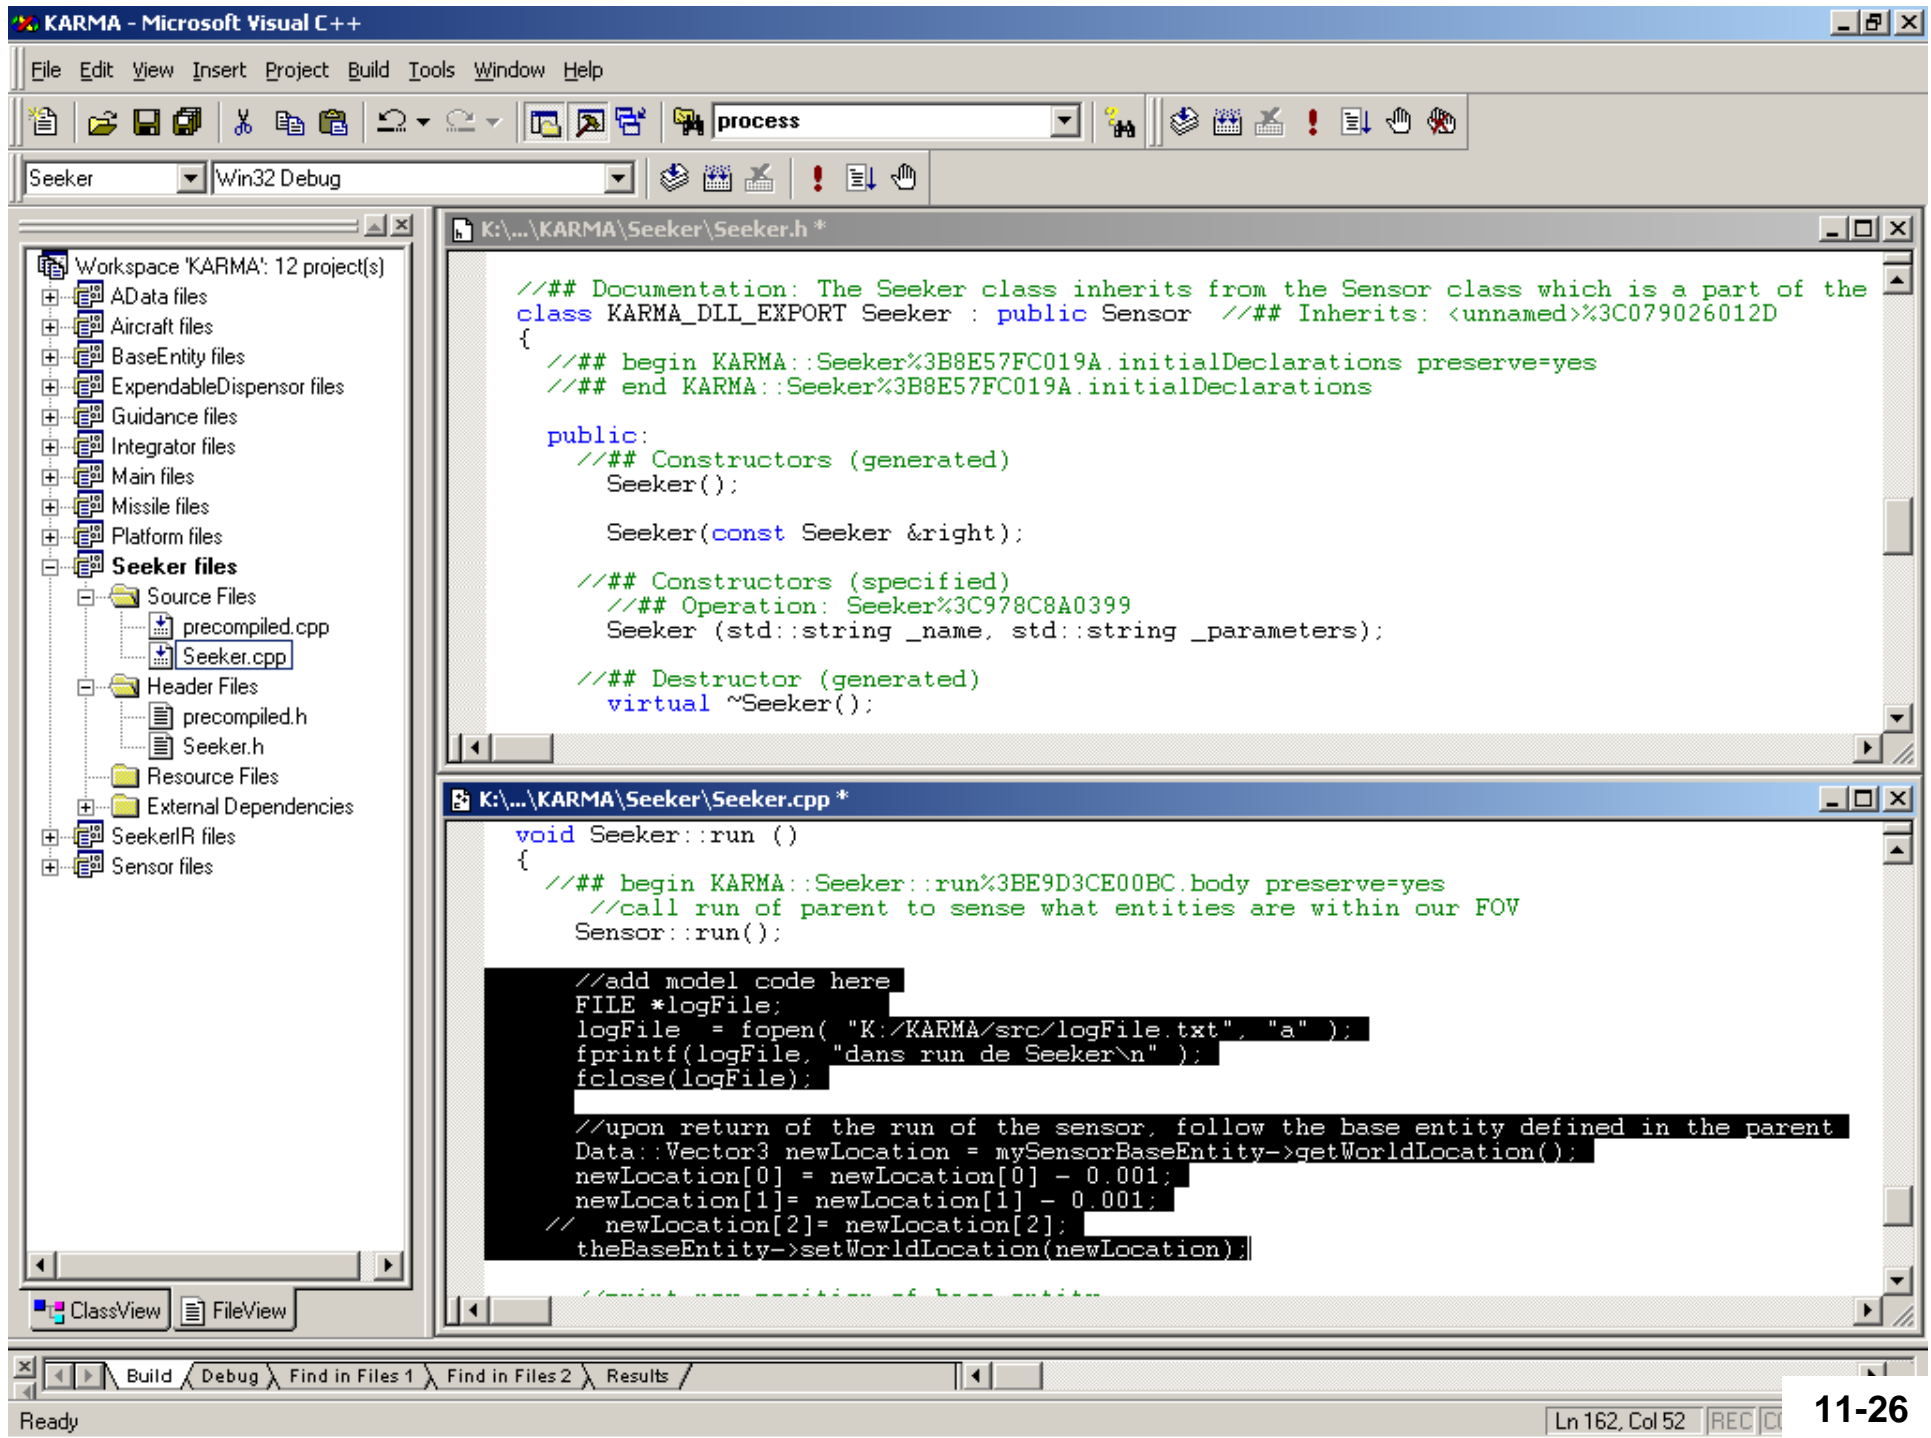 KARMA - Microsoft Visual C++
File Edit View Insert Project Build Tools Window Help
process
Seeker Win32 Debug
Workspace 'KARMA': 12 project(s)
AData files
Aircraft files
BaseEntity files
ExpendableDispensor files
Guidance files
Integrator files
Main files
Missile files
Platform files
Seeker files
Source Files
precompiled.cpp
Seeker.cpp
Header Files
precompiled.h
Seeker.h
Resource Files
External Dependencies
SeekerIR files
Sensor files
ClassView FileView
K:\...\KARMA\Seeker\Seeker.h *
//## Documentation: The Seeker class inherits from the Sensor class which is a part of the
class KARMA_DLL_EXPORT Seeker : public Sensor //## Inherits: <unnamed>%3C079026012D
{
//## begin KARMA::Seeker%3B8E57FC019A.initialDeclarations preserve=yes
//## end KARMA::Seeker%3B8E57FC019A.initialDeclarations
public:
//## Constructors (generated)
Seeker();
Seeker(const Seeker &right);
//## Constructors (specified)
//## Operation: Seeker%3C978C8A0399
Seeker (std::string _name, std::string _parameters);
//## Destructor (generated)
virtual ~Seeker();
K:\...\KARMA\Seeker\Seeker.cpp *
void Seeker::run ()
{
//## begin KARMA::Seeker::run%3BE9D3CE00BC.body preserve=yes
//call run of parent to sense what entities are within our FOV
Sensor::run();
//add model code here
FILE *logFile;
logFile = fopen( "K:/KARMA/src/logFile.txt", "a" );
fprintf(logFile, "dans run de Seeker\n" );
fclose(logFile);
//upon return of the run of the sensor, follow the base entity defined in the parent
Data::Vector3 newLocation = mySensorBaseEntity->getWorldLocation();
newLocation[0] = newLocation[0] - 0.001;
newLocation[1]= newLocation[1] - 0.001;
// newLocation[2]= newLocation[2];
theBaseEntity->setWorldLocation(newLocation);
Build Debug Find in Files 1 Find in Files 2 Results
Ready Ln 162, Col 52 REC
11-26